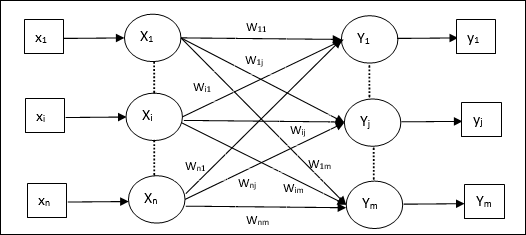 x1 X1 W11 Y1 y1
W1j
Wi1
xi Xi Wij Yj yj
Wn1 W1m
Wnj Wim
xn Xn Ym Ym
Wnm